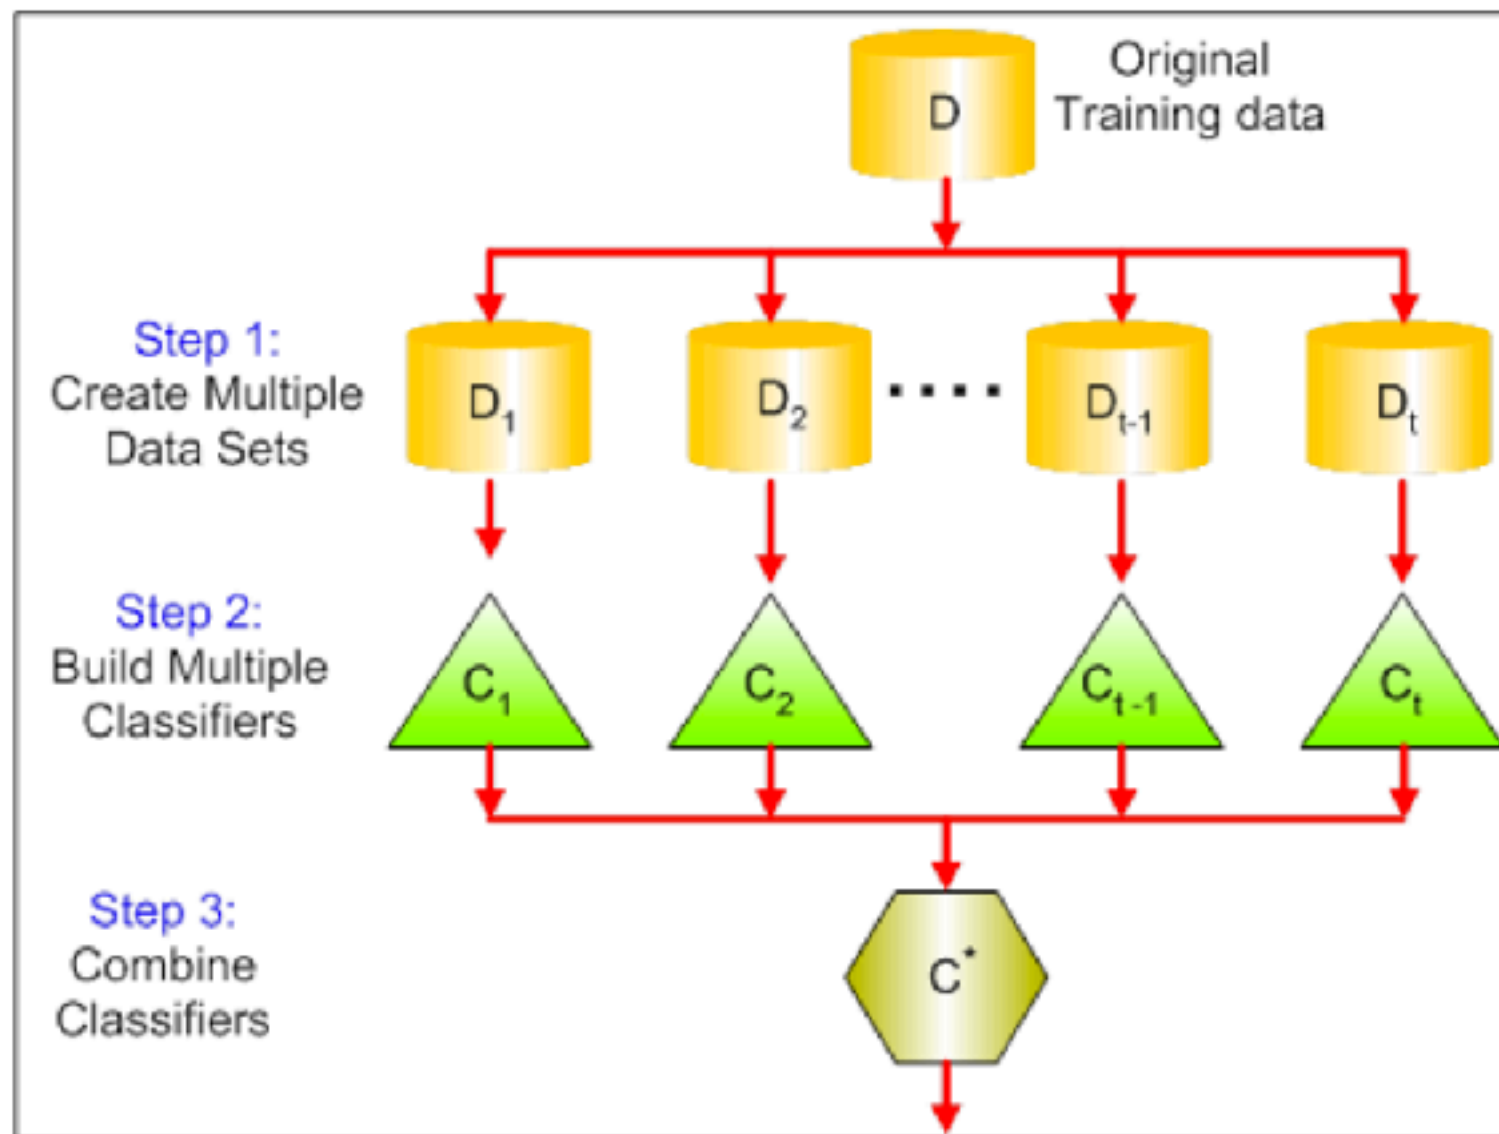 D
Original
Training data
Step 1:
Create Multiple
Data Sets
D₁
D₂
....
Dₜ₋₁
Dₜ
Step 2:
Build Multiple
Classifiers
C₁
C₂
Cₜ₋₁
Cₜ
Step 3:
Combine
Classifiers
C*